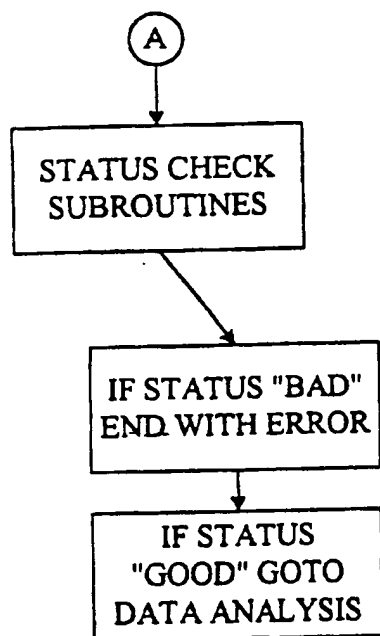 A
STATUS CHECK
SUBROUTINES
IF STATUS "BAD"
END WITH ERROR
IF STATUS
"GOOD" GOTO
DATA ANALYSIS